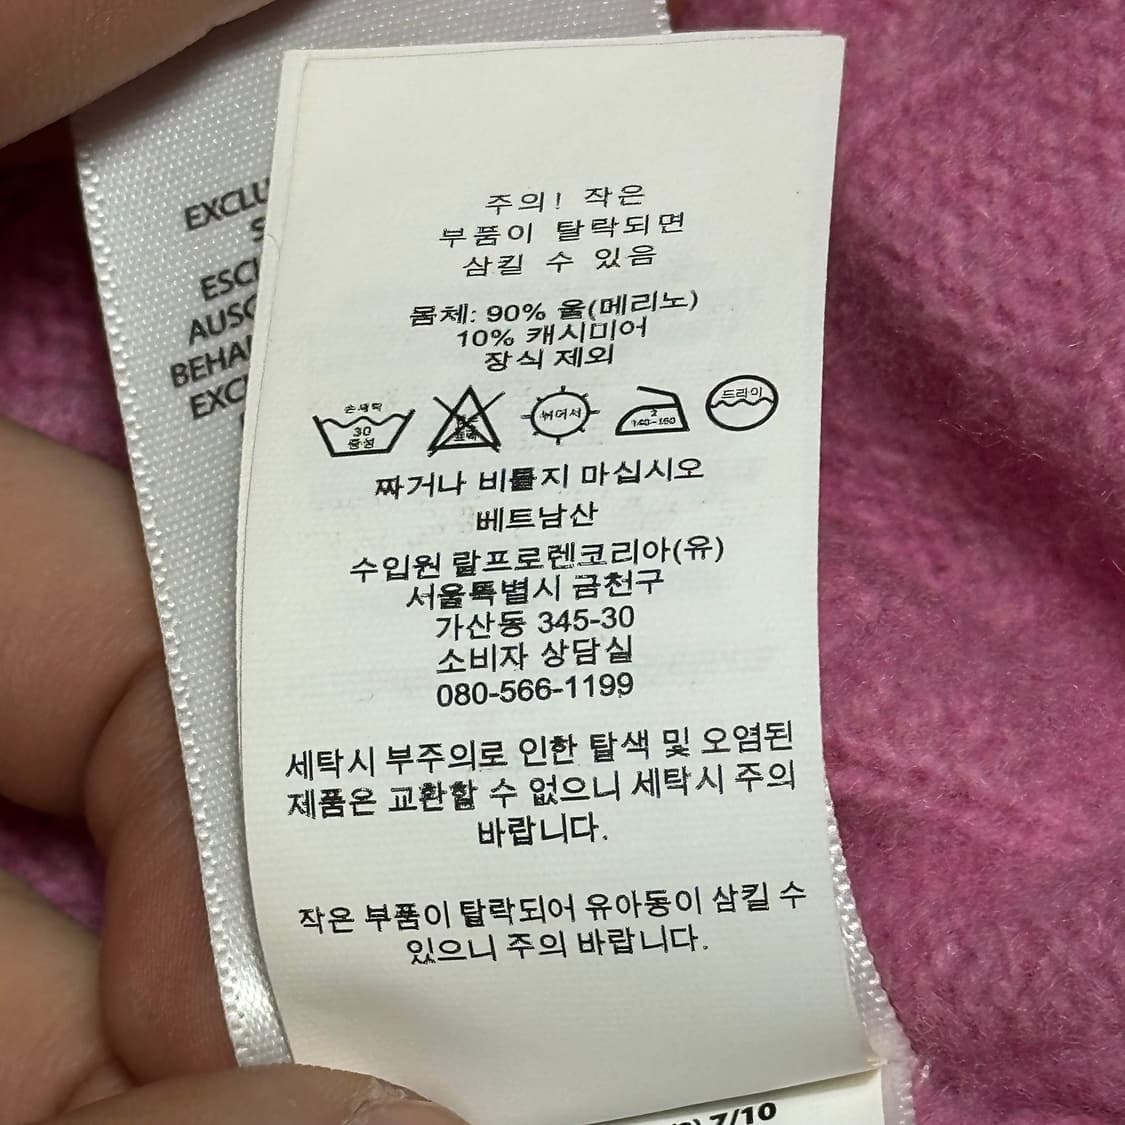 EXCLU
S
ESCL
AUSG
BEHA
EXCL
주의! 작은
부품이 탈락되면
삼킬 수 있음
몸체: 90% 울(메리노)
10% 캐시미어
장식 제외
손세탁
30
중성
뉘어서
2
140-160
드라이
짜거나 비틀지 마십시오
베트남산
수입원 랄프로렌코리아(유)
서울특별시 금천구
가산동 345-30
소비자 상담실
080-566-1199
세탁시 부주의로 인한 탈색 및 오염된
제품은 교환할 수 없으니 세탁시 주의
바랍니다.
작은 부품이 탈락되어 유아동이 삼킬 수
있으니 주의 바랍니다.
7/10